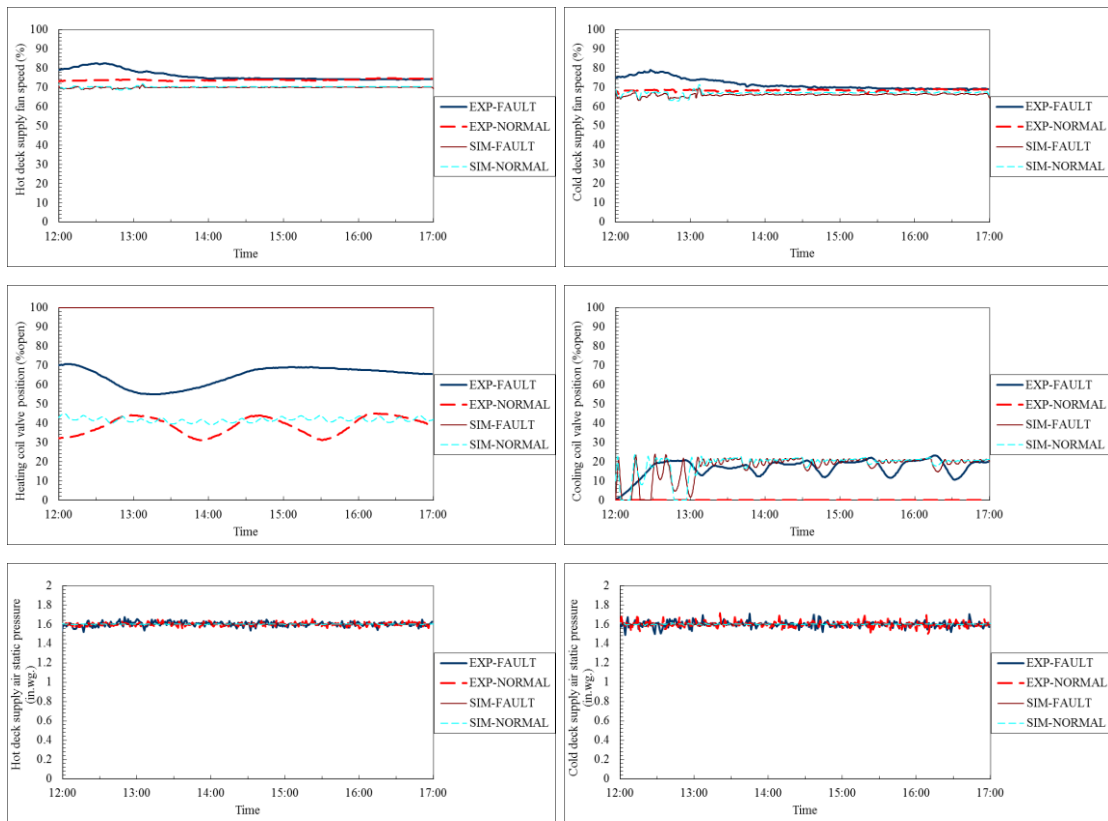 Hot deck supply fan speed (%)
100
90
80
70
60
50
40
30
20
10
0
12:00 13:00 14:00 15:00 16:00 17:00
Time
EXP-FAULT
EXP-NORMAL
SIM-FAULT
SIM-NORMAL
Cold deck supply fan speed (%)
100
90
80
70
60
50
40
30
20
10
0
12:00 13:00 14:00 15:00 16:00 17:00
Time
EXP-FAULT
EXP-NORMAL
SIM-FAULT
SIM-NORMAL
Heating coil valve position (%open)
100
90
80
70
60
50
40
30
20
10
0
12:00 13:00 14:00 15:00 16:00 17:00
Time
EXP-FAULT
EXP-NORMAL
SIM-FAULT
SIM-NORMAL
Cooling coil valve position (%open)
100
90
80
70
60
50
40
30
20
10
0
12:00 13:00 14:00 15:00 16:00 17:00
Time
EXP-FAULT
EXP-NORMAL
SIM-FAULT
SIM-NORMAL
Hot deck supply air static pressure
(in.wg.)
2
1.8
1.6
1.4
1.2
1
0.8
0.6
0.4
0.2
0
12:00 13:00 14:00 15:00 16:00 17:00
Time
EXP-FAULT
EXP-NORMAL
SIM-FAULT
SIM-NORMAL
Cold deck supply air static pressure
(in.wg.)
2
1.8
1.6
1.4
1.2
1
0.8
0.6
0.4
0.2
0
12:00 13:00 14:00 15:00 16:00 17:00
Time
EXP-FAULT
EXP-NORMAL
SIM-FAULT
SIM-NORMAL